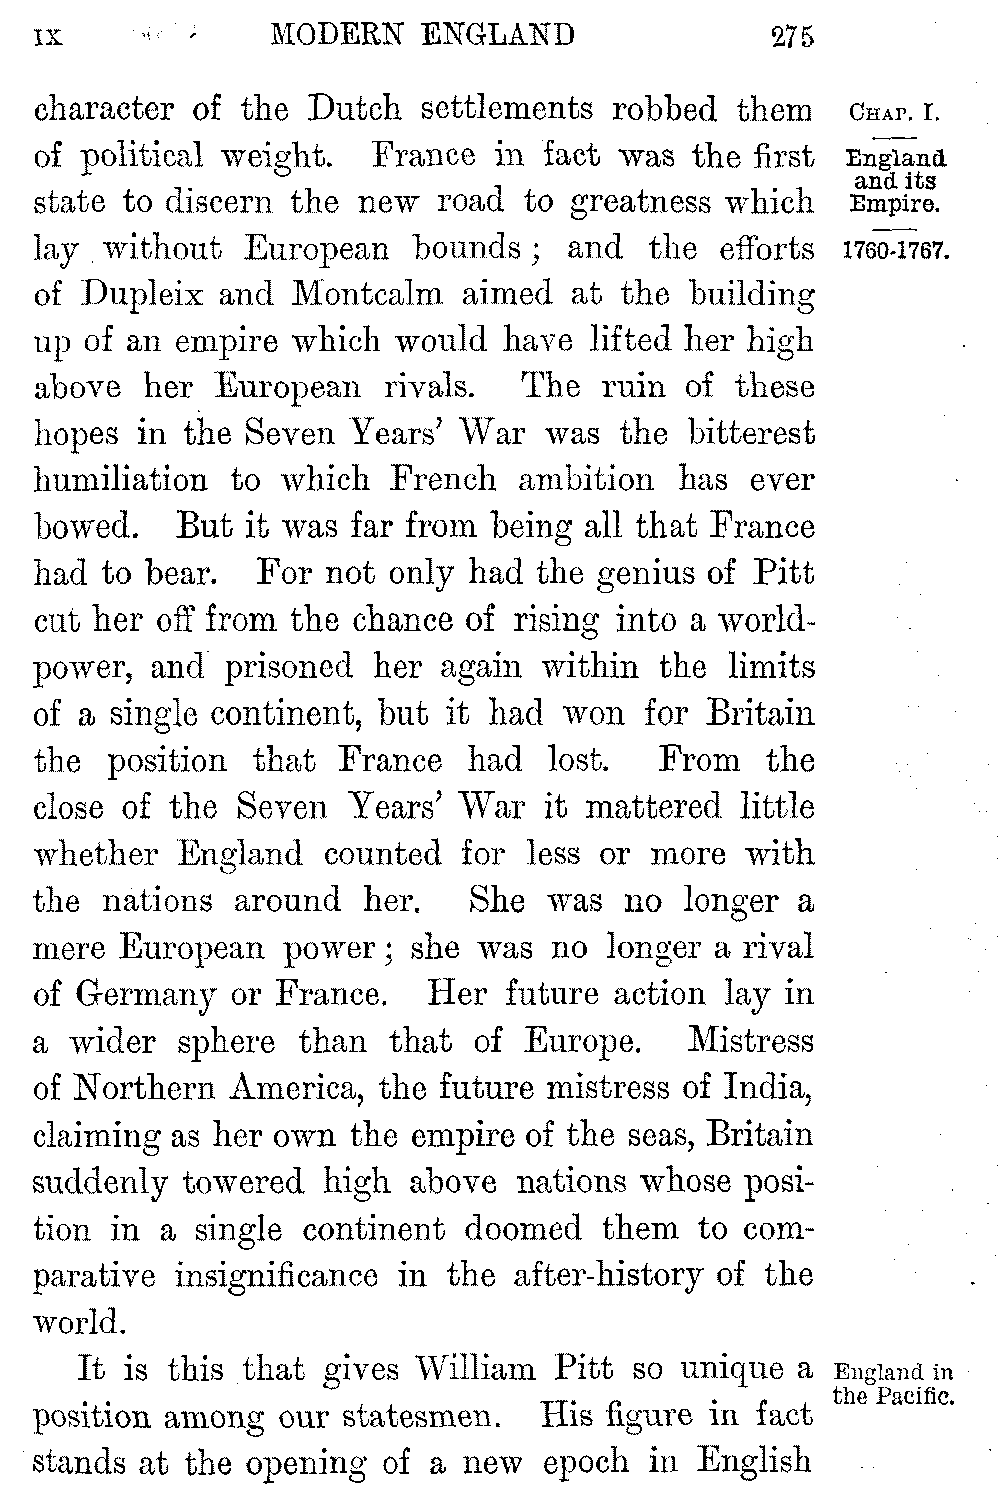 IX MODERN ENGLAND 275
character of the Dutch settlements robbed them
of political weight. France in fact was the first
state to discern the new road to greatness which
lay without European bounds; and the efforts
of Dupleix and Montcalm aimed at the building
up of an empire which would have lifted her high
above her European rivals. The ruin of these
hopes in the Seven Years' War was the bitterest
humiliation to which French ambition has ever
bowed. But it was far from being all that France
had to bear. For not only had the genius of Pitt
cut her off from the chance of rising into a world-
power, and prisoned her again within the limits
of a single continent, but it had won for Britain
the position that France had lost. From the
close of the Seven Years' War it mattered little
whether England counted for less or more with
the nations around her. She was no longer a
mere European power; she was no longer a rival
of Germany or France. Her future action lay in
a wider sphere than that of Europe. Mistress
of Northern America, the future mistress of India,
claiming as her own the empire of the seas, Britain
suddenly towered high above nations whose posi-
tion in a single continent doomed them to com-
parative insignificance in the after-history of the
world.
It is this that gives William Pitt so unique a
position among our statesmen. His figure in fact
stands at the opening of a new epoch in English
CHAP. I.
England
and its
Empire.
1760-1767.
England in
the Pacific.